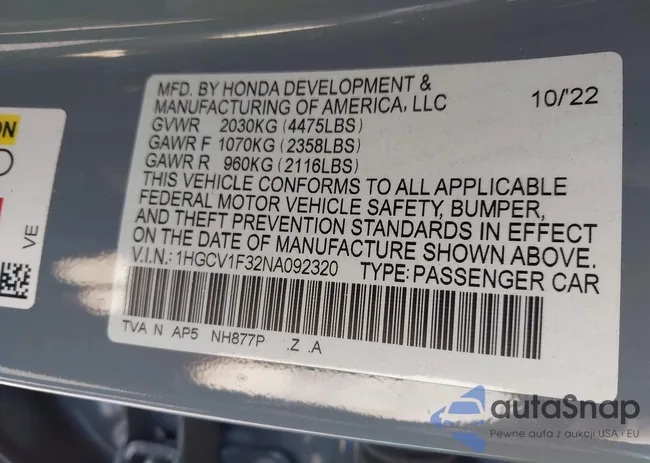 MFD. BY HONDA DEVELOPMENT &
MANUFACTURING OF AMERICA, LLC 10/'22
GVWR 2030KG (4475LBS)
GAWR F 1070KG (2358LBS)
GAWR R 960KG (2116LBS)
THIS VEHICLE CONFORMS TO ALL APPLICABLE
FEDERAL MOTOR VEHICLE SAFETY, BUMPER,
AND THEFT PREVENTION STANDARDS IN EFFECT
ON THE DATE OF MANUFACTURE SHOWN ABOVE.
V.I.N.: 1HGCV1F32NA092320 TYPE: PASSENGER CAR
TVA N AP5 NH877P .Z .A
VE
autaSnap
Pewne auta z aukcji USA i EU